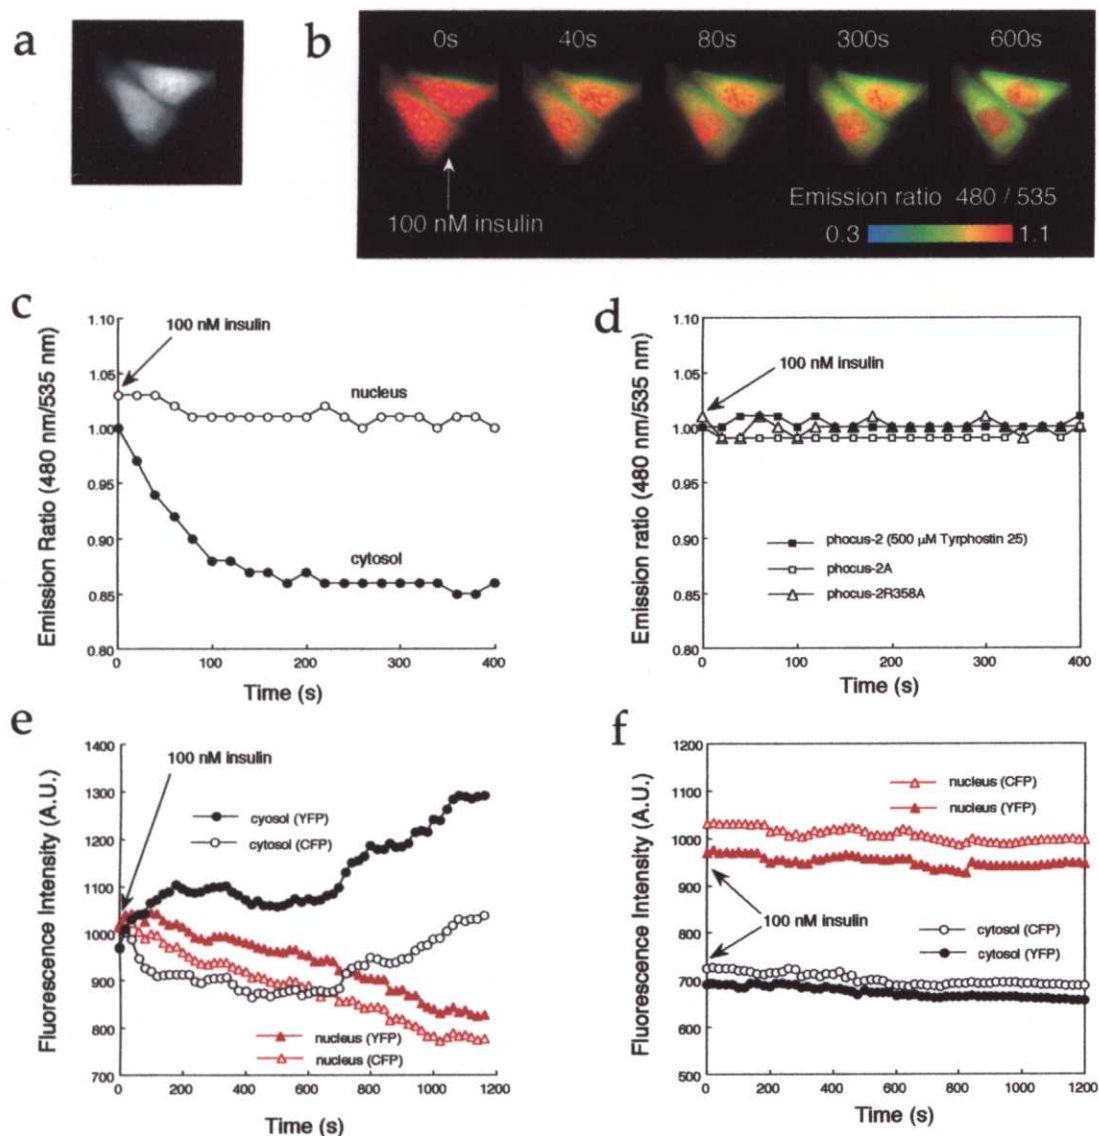 a
b
0s 40s 80s 300s 600s
100 nM insulin
Emission ratio 480 / 535
0.3 1.1
c
Emission Ratio (480 nm/535 nm)
1.10
1.05
1.00
0.95
0.90
0.85
0.80
100 nM insulin
nucleus
cytosol
0 100 200 300 400
Time (s)
d
Emission ratio (480 nm/535 nm)
1.10
1.05
1.00
0.95
0.90
0.85
0.80
100 nM insulin
phocus-2 (500 µM Tyrphostin 25)
phocus-2A
phocus-2R358A
0 100 200 300 400
Time (s)
e
Fluorescence Intensity (A.U.)
1400
1300
1200
1100
1000
900
800
700
100 nM insulin
cyosol (YFP)
cytosol (CFP)
nucleus (YFP)
nucleus (CFP)
0 200 400 600 800 1000 1200
Time (s)
f
Fluorescence Intensity (A.U.)
1200
1100
1000
900
800
700
600
500
nucleus (CFP)
nucleus (YFP)
100 nM insulin
cytosol (CFP)
cytosol (YFP)
0 200 400 600 800 1000 1200
Time (s)